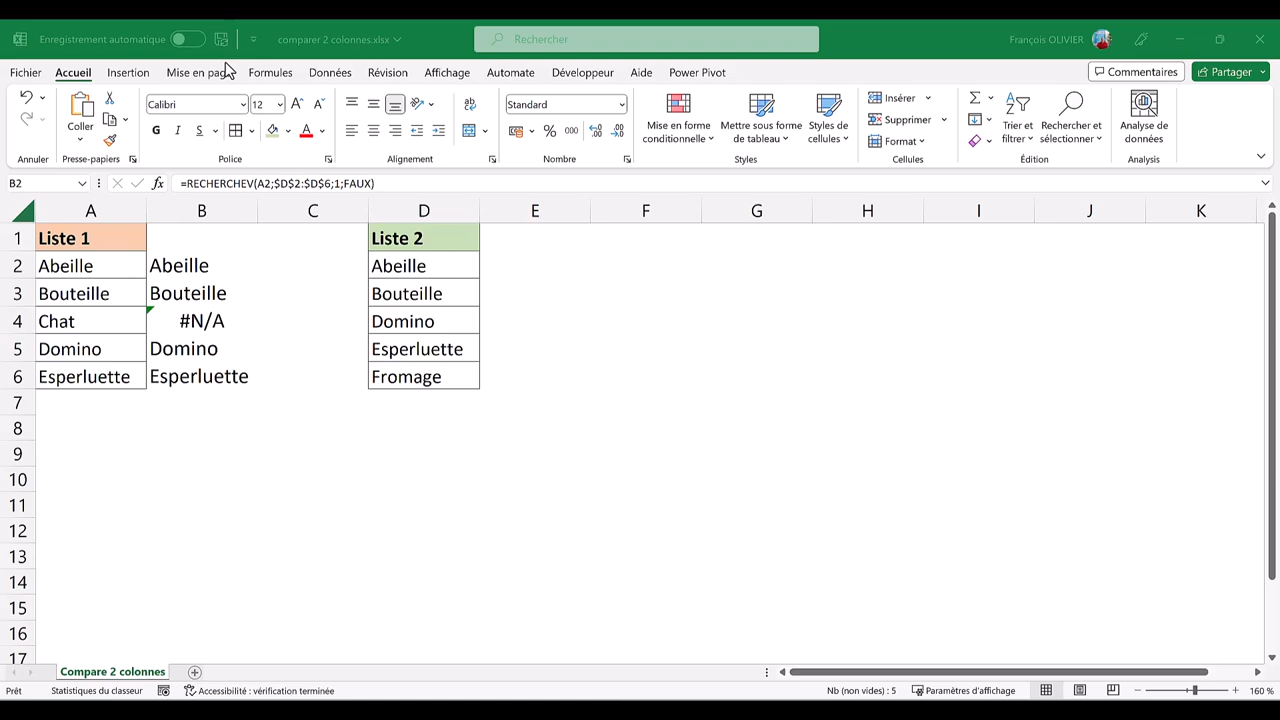 Enregistrement automatique
comparer 2 colonnes.xlsx
Rechercher
François OLIVIER
Fichier Accueil Insertion Mise en page Formules Données Révision Affichage Automate Développeur Aide Power Pivot Commentaires Partager
Calibri 12 Standard
Coller
G I S
Mise en forme conditionnelle
Mettre sous forme de tableau
Styles de cellules
Insérer
Supprimer
Format
Trier et filtrer
Rechercher et sélectionner
Analyse de données
Annuler Presse-papiers Police Alignement Nombre Styles Cellules Édition Analysis
B2 fx =RECHERCHEV(A2;$D$2:$D$6;1;FAUX)
A B C D E F G H I J K
1 Liste 1 Liste 2
2 Abeille Abeille Abeille
3 Bouteille Bouteille Bouteille
4 Chat #N/A Domino
5 Domino Domino Esperluette
6 Esperluette Esperluette Fromage
7
8
9
10
11
12
13
14
15
16
17
Compare 2 colonnes
Prêt Statistiques du classeur Accessibilité : vérification terminée Nb (non vides) : 5 Paramètres d'affichage 160 %